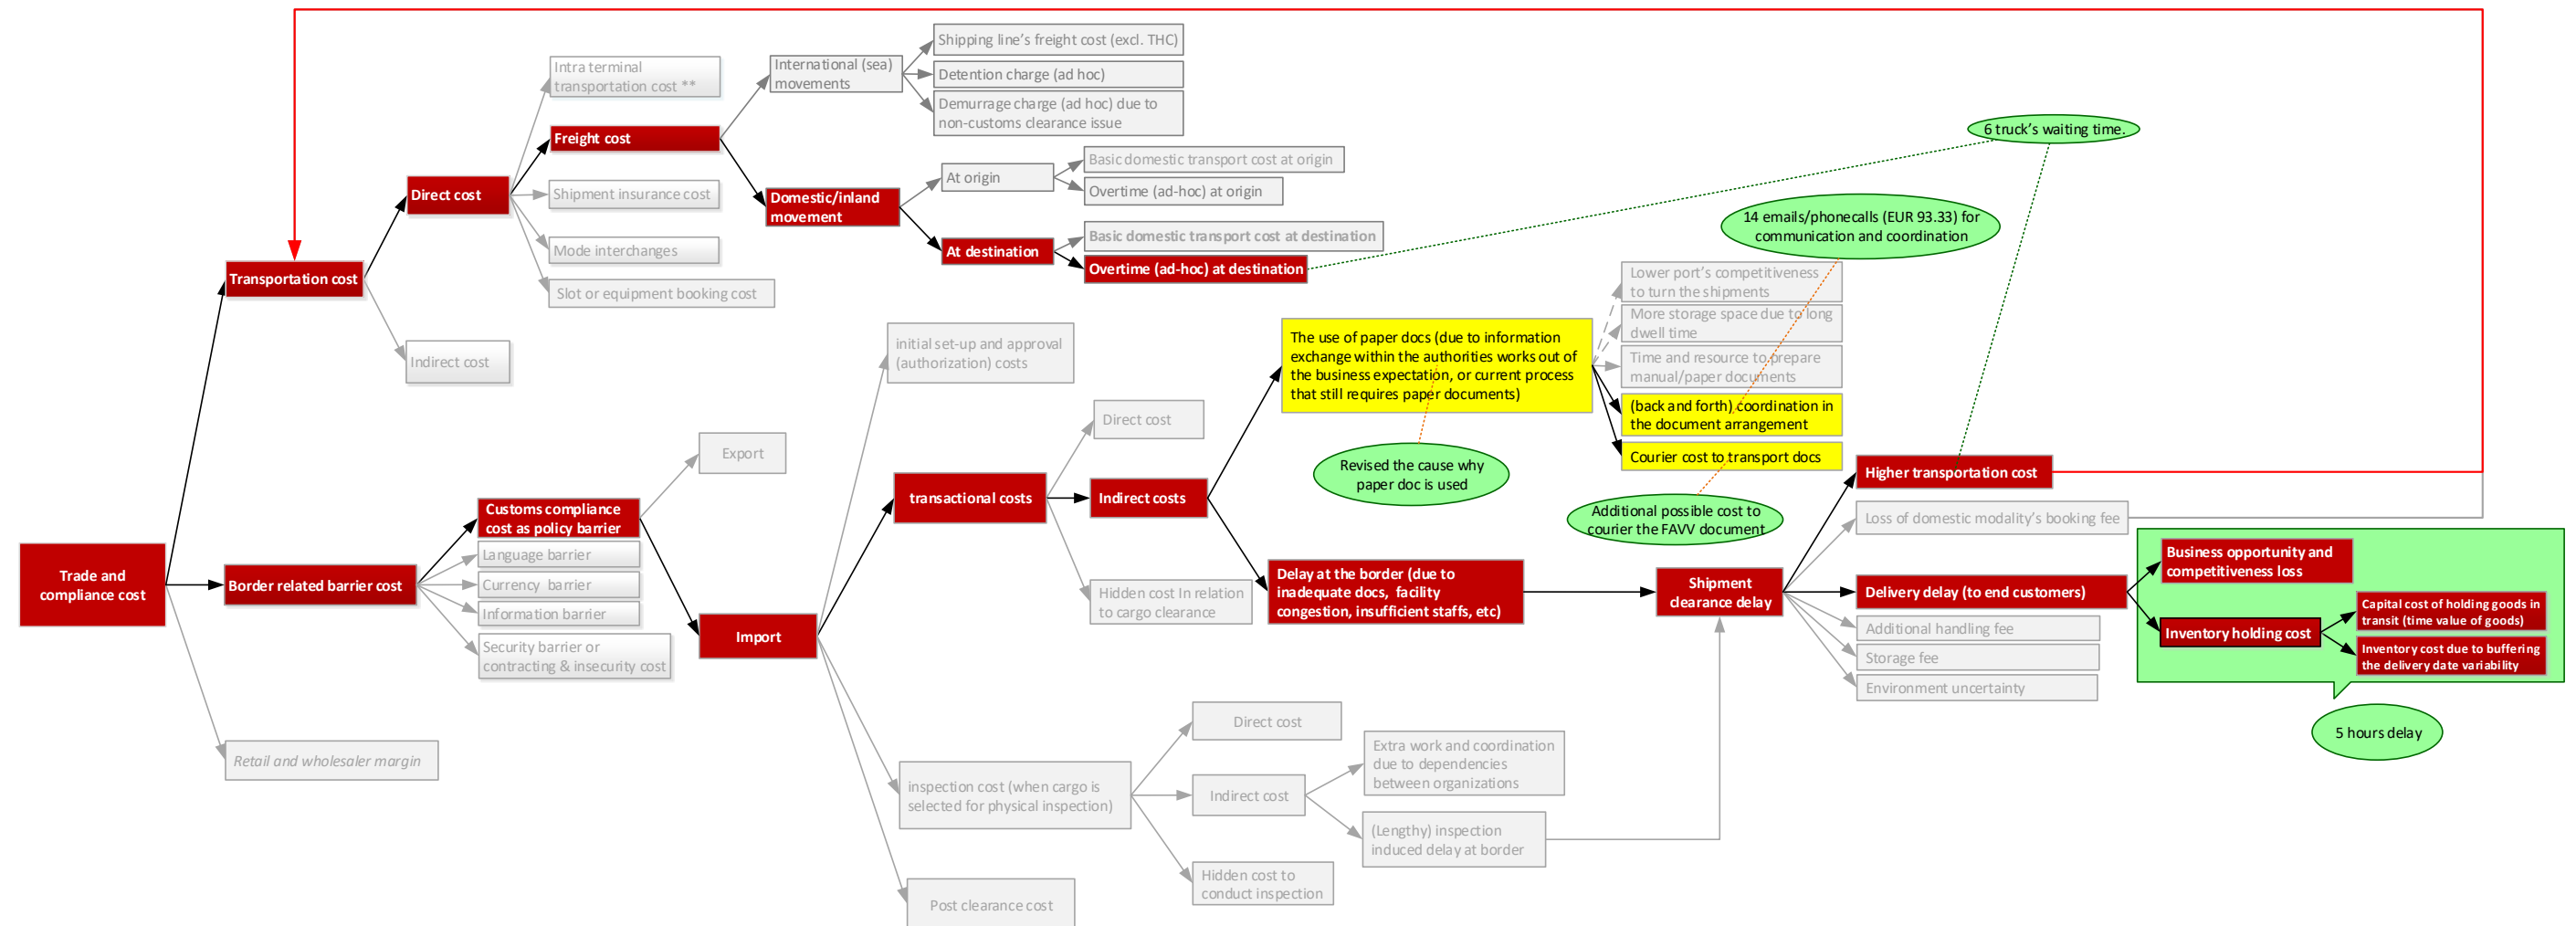 Shipping line's freight cost (excl. THC)
Intra terminal
transportation cost **
International (sea)
movements
Detention charge (ad hoc)
Demurrage charge (ad hoc) due to
non-customs clearance issue
Freight cost
6 truck's waiting time.
Basic domestic transport cost at origin
At origin
Overtime (ad-hoc) at origin
Direct cost
Shipment insurance cost
Domestic/inland
movement
14 emails/phonecalls (EUR 93.33) for
communication and coordination
Basic domestic transport cost at destination
Mode interchanges
At destination
Overtime (ad-hoc) at destination
Transportation cost
Slot or equipment booking cost
Lower port's competitiveness
to turn the shipments
More storage space due to long
dwell time
Time and resource to prepare
manual/paper documents
(back and forth) coordination in
the document arrangement
Courier cost to transport docs
Indirect cost
initial set-up and approval
(authorization) costs
The use of paper docs (due to information
exchange within the authorities works out of
the business expectation, or current process
that still requires paper documents)
Direct cost
Export
Revised the cause why
paper doc is used
Higher transportation cost
transactional costs
Indirect costs
Additional possible cost to
courier the FAVV document
Loss of domestic modality's booking fee
Customs compliance
cost as policy barrier
Language barrier
Currency  barrier
Information barrier
Security barrier or
contracting & insecurity cost
Trade and
compliance cost
Border related barrier cost
Hidden cost In relation
to cargo clearance
Delay at the border (due to
inadequate docs,  facility
congestion, insufficient staffs, etc)
Shipment
clearance delay
Delivery delay (to end customers)
Business opportunity and
competitiveness loss
Capital cost of holding goods in
transit (time value of goods)
Inventory holding cost
Inventory cost due to buffering
the delivery date variability
Additional handling fee
Storage fee
Environment uncertainty
Import
5 hours delay
Retail and wholesaler margin
Direct cost
Extra work and coordination
due to dependencies
between organizations
inspection cost (when cargo is
selected for physical inspection)
Indirect cost
(Lengthy) inspection
induced delay at border
Hidden cost to
conduct inspection
Post clearance cost